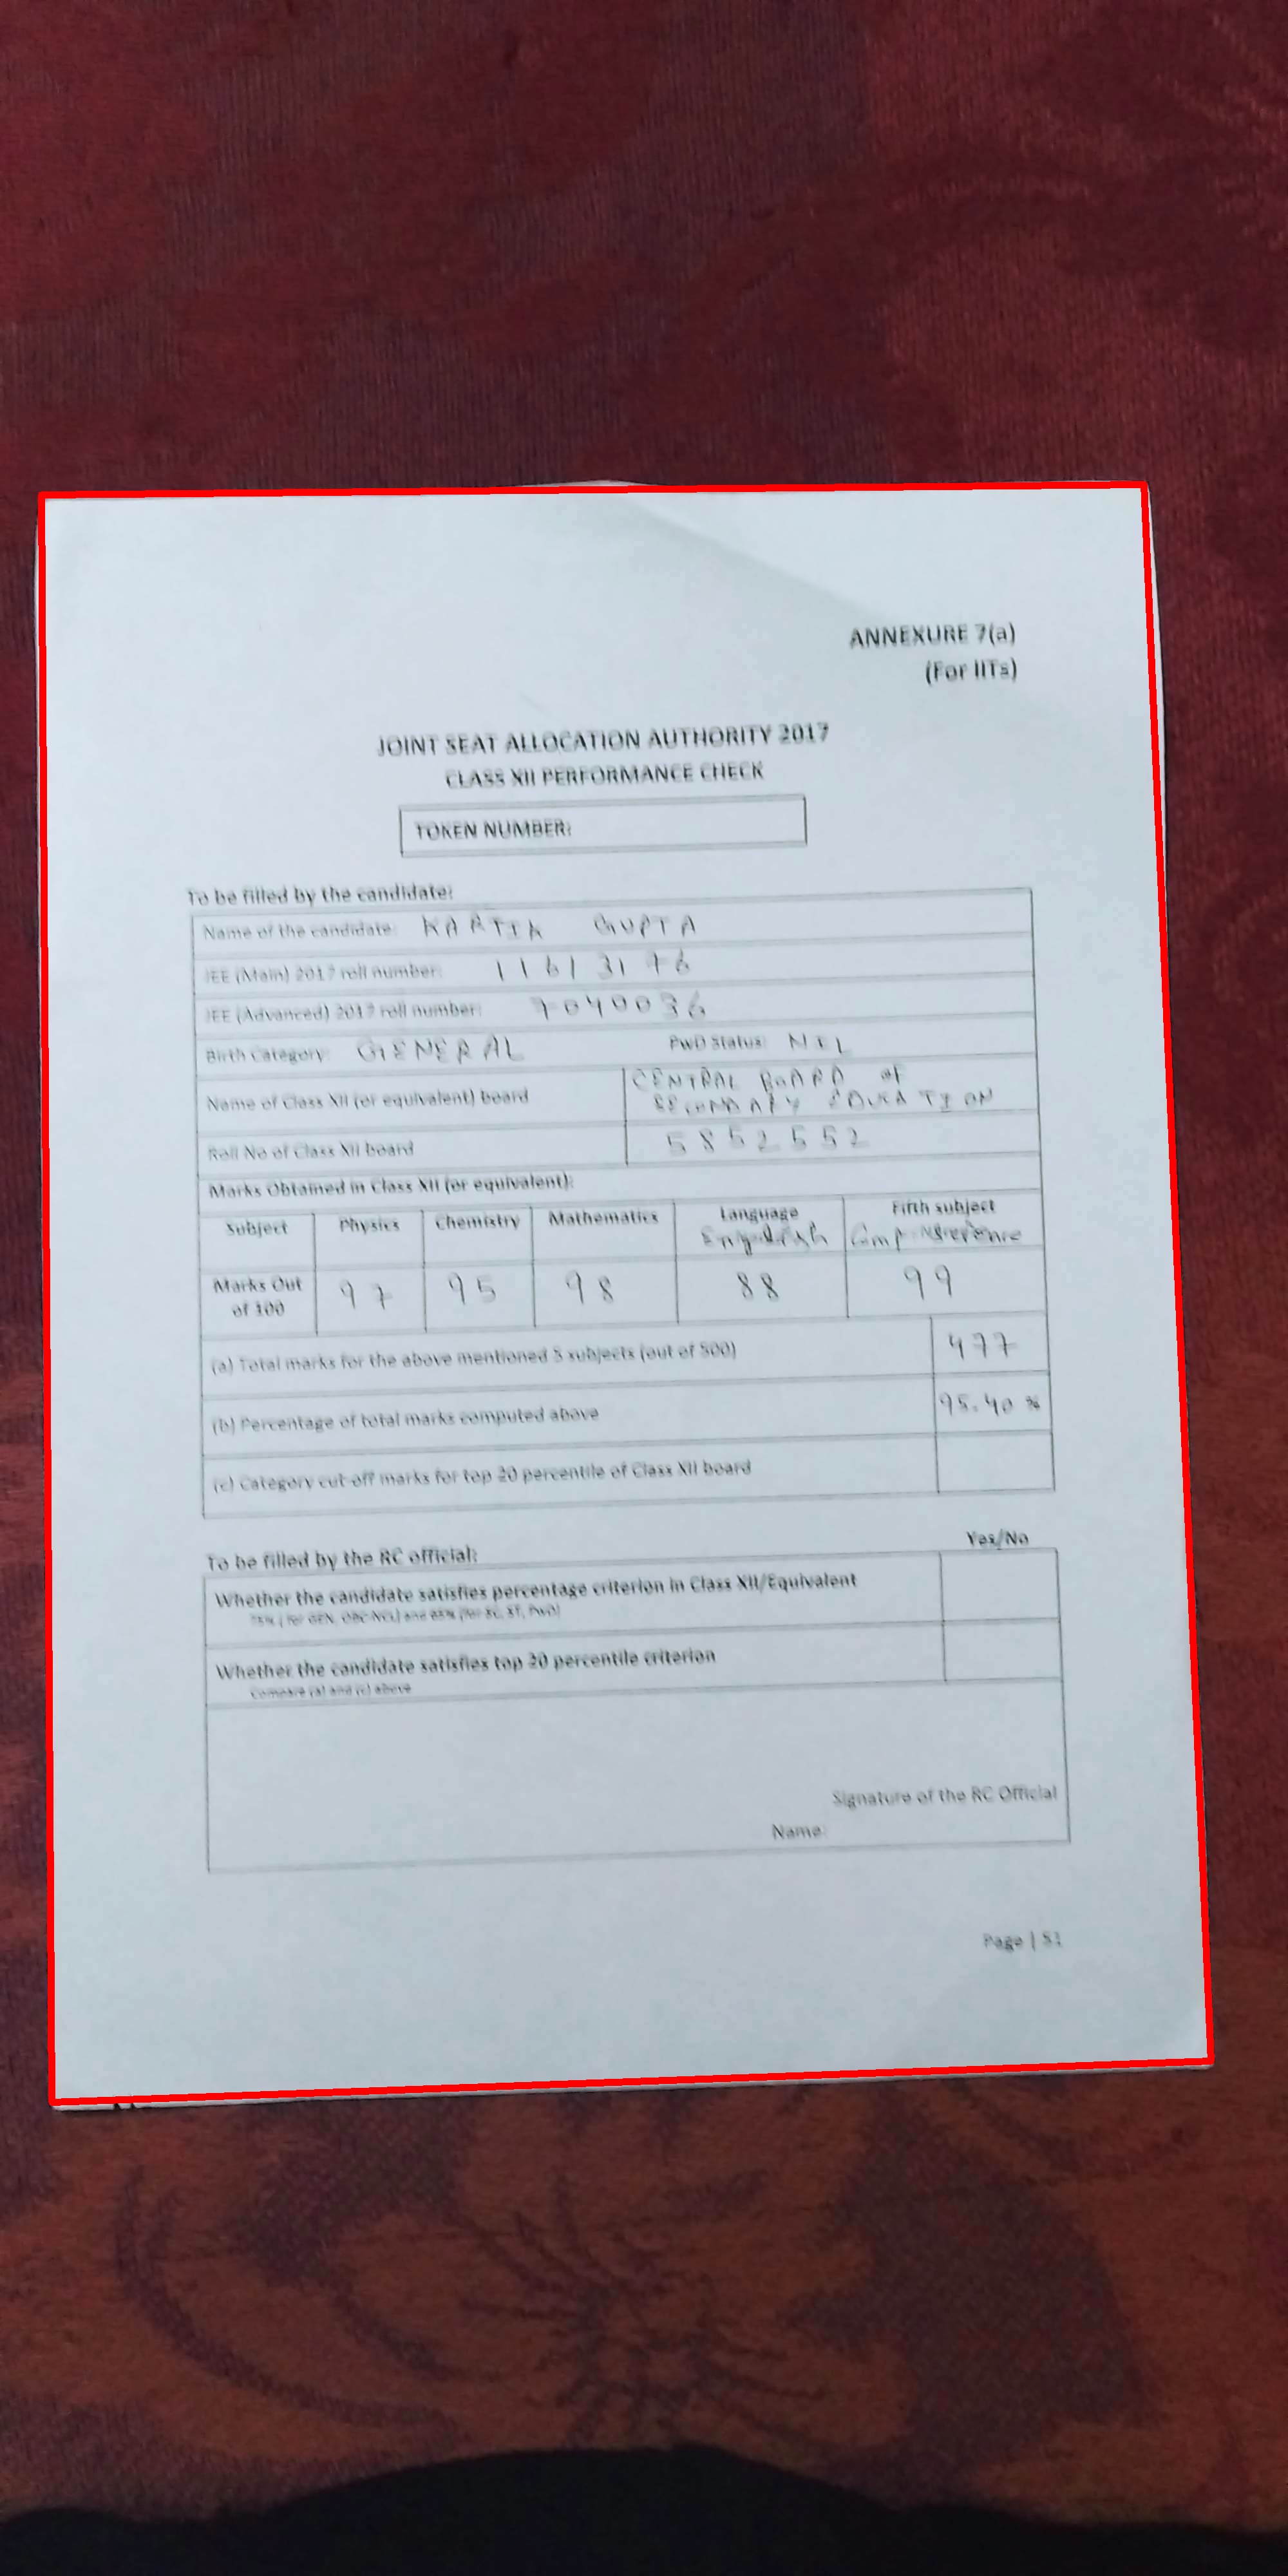 ANNEXURE 7(a)
(For IITs)
JOINT SEAT ALLOCATION AUTHORITY 2017
CLASS XII PERFORMANCE CHECK
TOKEN NUMBER:
To be filled by the candidate:
Name of the candidate: KARTIK GUPTA
JEE (Main) 2017 roll number: 11613176
JEE (Advanced) 2017 roll number: 7040036
Birth Category: GENERAL PwD Status: NIL
Name of Class XII (or equivalent) board CENTRAL BOARD OF
SECONDARY EDUCATION
Roll No of Class XII board 5852552
Marks Obtained in Class XII (or equivalent):
Subject Physics Chemistry Mathematics Language English Fifth subject Comp.
Marks Out of 100 97 95 98 88 99
(a) Total marks for the above mentioned 5 subjects (out of 500) 477
(b) Percentage of total marks computed above 95.40 %
(c) Category cut-off marks for top 20 percentile of Class XII board
To be filled by the RC official: Yes/No
Whether the candidate satisfies percentage criterion in Class XII/Equivalent
75% (for GEN, OBC-NCL) and 65% (for SC, ST, PwD)
Whether the candidate satisfies top 20 percentile criterion
Compare (a) and (c) above
Signature of the RC Official
Name:
Page | 51